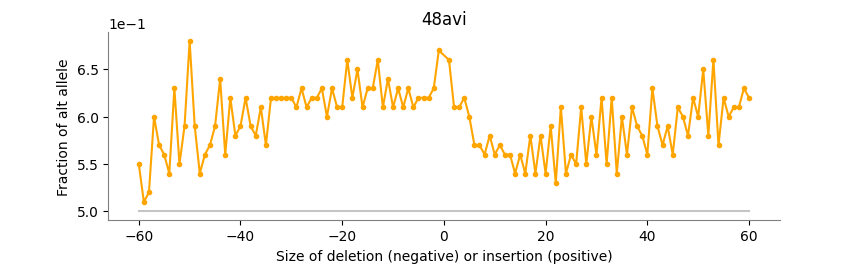 48avi
1e−1
Fraction of alt allele
6.5
6.0
5.5
5.0
−60
−40
−20
0
20
40
60
Size of deletion (negative) or insertion (positive)